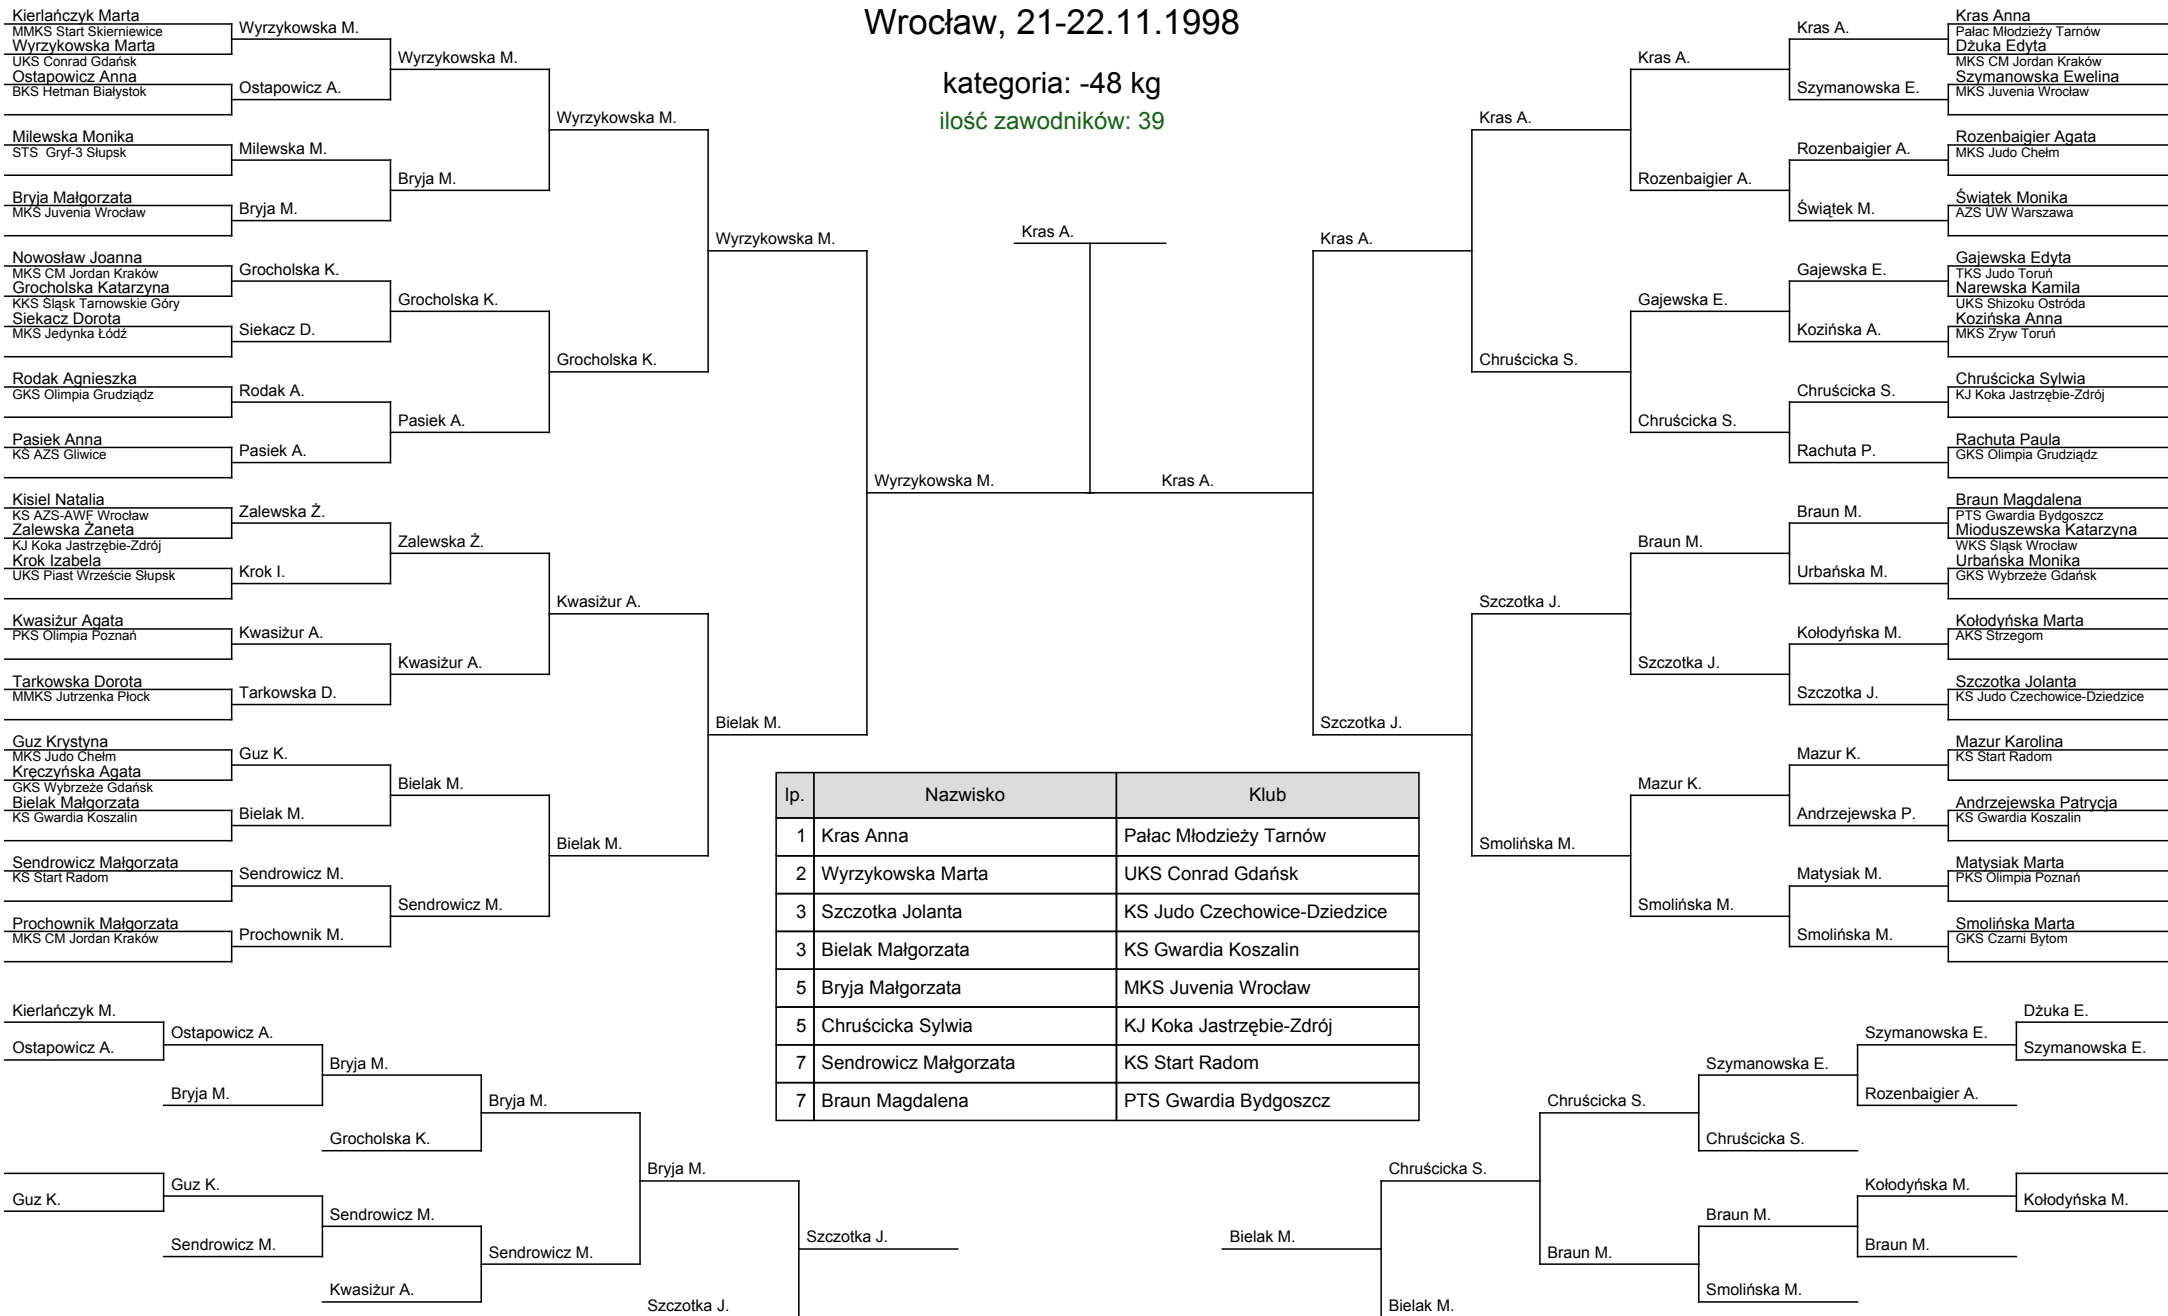 Wrocław, 21-22.11.1998
kategoria: -48 kg
ilość zawodników: 39
Kierlańczyk Marta
MMKS Start Skierniewice
Wyrzykowska Marta
UKS Conrad Gdańsk
Ostapowicz Anna
BKS Hetman Białystok
Milewska Monika
STS Gryf-3 Słupsk
Bryja Małgorzata
MKS Juvenia Wrocław
Nowosław Joanna
MKS CM Jordan Kraków
Grocholska Katarzyna
KKS Śląsk Tarnowskie Góry
Siekacz Dorota
MKS Jedynka Łódź
Rodak Agnieszka
GKS Olimpia Grudziądz
Pasiek Anna
KS AZS Gliwice
Kisiel Natalia
KS AZS-AWF Wrocław
Zalewska Żaneta
KJ Koka Jastrzębie-Zdrój
Krok Izabela
UKS Piast Wrzeście Słupsk
Kwasiżur Agata
PKS Olimpia Poznań
Tarkowska Dorota
MMKS Jutrzenka Płock
Guz Krystyna
MKS Judo Chełm
Kręczyńska Agata
GKS Wybrzeże Gdańsk
Bielak Małgorzata
KS Gwardia Koszalin
Sendrowicz Małgorzata
KS Start Radom
Prochownik Małgorzata
MKS CM Jordan Kraków
Wyrzykowska M.
Ostapowicz A.
Milewska M.
Bryja M.
Grocholska K.
Siekacz D.
Rodak A.
Pasiek A.
Zalewska Ż.
Krok I.
Kwasiżur A.
Tarkowska D.
Guz K.
Bielak M.
Sendrowicz M.
Prochownik M.
Wyrzykowska M.
Bryja M.
Grocholska K.
Pasiek A.
Zalewska Ż.
Kwasiżur A.
Bielak M.
Sendrowicz M.
Wyrzykowska M.
Grocholska K.
Kwasiżur A.
Bielak M.
Wyrzykowska M.
Bielak M.
Wyrzykowska M.
Kras A.
Kras A.
Kras A.
Szczotka J.
Kras A.
Chruścicka S.
Szczotka J.
Smolińska M.
Kras A.
Rozenbaigier A.
Gajewska E.
Chruścicka S.
Braun M.
Szczotka J.
Mazur K.
Smolińska M.
Kras A.
Szymanowska E.
Rozenbaigier A.
Świątek M.
Gajewska E.
Kozińska A.
Chruścicka S.
Rachuta P.
Braun M.
Urbańska M.
Kołodyńska M.
Szczotka J.
Mazur K.
Andrzejewska P.
Matysiak M.
Smolińska M.
Kras Anna
Pałac Młodzieży Tarnów
Dżuka Edyta
MKS CM Jordan Kraków
Szymanowska Ewelina
MKS Juvenia Wrocław
Rozenbaigier Agata
MKS Judo Chełm
Świątek Monika
AZS UW Warszawa
Gajewska Edyta
TKS Judo Toruń
Narewska Kamila
UKS Shizoku Ostróda
Kozińska Anna
MKS Zryw Toruń
Chruścicka Sylwia
KJ Koka Jastrzębie-Zdrój
Rachuta Paula
GKS Olimpia Grudziądz
Braun Magdalena
PTS Gwardia Bydgoszcz
Mioduszewska Katarzyna
WKS Śląsk Wrocław
Urbańska Monika
GKS Wybrzeże Gdańsk
Kołodyńska Marta
AKS Strzegom
Szczotka Jolanta
KS Judo Czechowice-Dziedzice
Mazur Karolina
KS Start Radom
Andrzejewska Patrycja
KS Gwardia Koszalin
Matysiak Marta
PKS Olimpia Poznań
Smolińska Marta
GKS Czarni Bytom
lp. Nazwisko Klub
1 Kras Anna Pałac Młodzieży Tarnów
2 Wyrzykowska Marta UKS Conrad Gdańsk
3 Szczotka Jolanta KS Judo Czechowice-Dziedzice
3 Bielak Małgorzata KS Gwardia Koszalin
5 Bryja Małgorzata MKS Juvenia Wrocław
5 Chruścicka Sylwia KJ Koka Jastrzębie-Zdrój
7 Sendrowicz Małgorzata KS Start Radom
7 Braun Magdalena PTS Gwardia Bydgoszcz
Kierlańczyk M.
Ostapowicz A.
Guz K.
Ostapowicz A.
Bryja M.
Guz K.
Sendrowicz M.
Bryja M.
Grocholska K.
Sendrowicz M.
Kwasiżur A.
Bryja M.
Sendrowicz M.
Bryja M.
Szczotka J.
Szczotka J.
Bielak M.
Chruścicka S.
Bielak M.
Chruścicka S.
Braun M.
Szymanowska E.
Chruścicka S.
Braun M.
Smolińska M.
Szymanowska E.
Rozenbaigier A.
Kołodyńska M.
Braun M.
Dżuka E.
Szymanowska E.
Kołodyńska M.